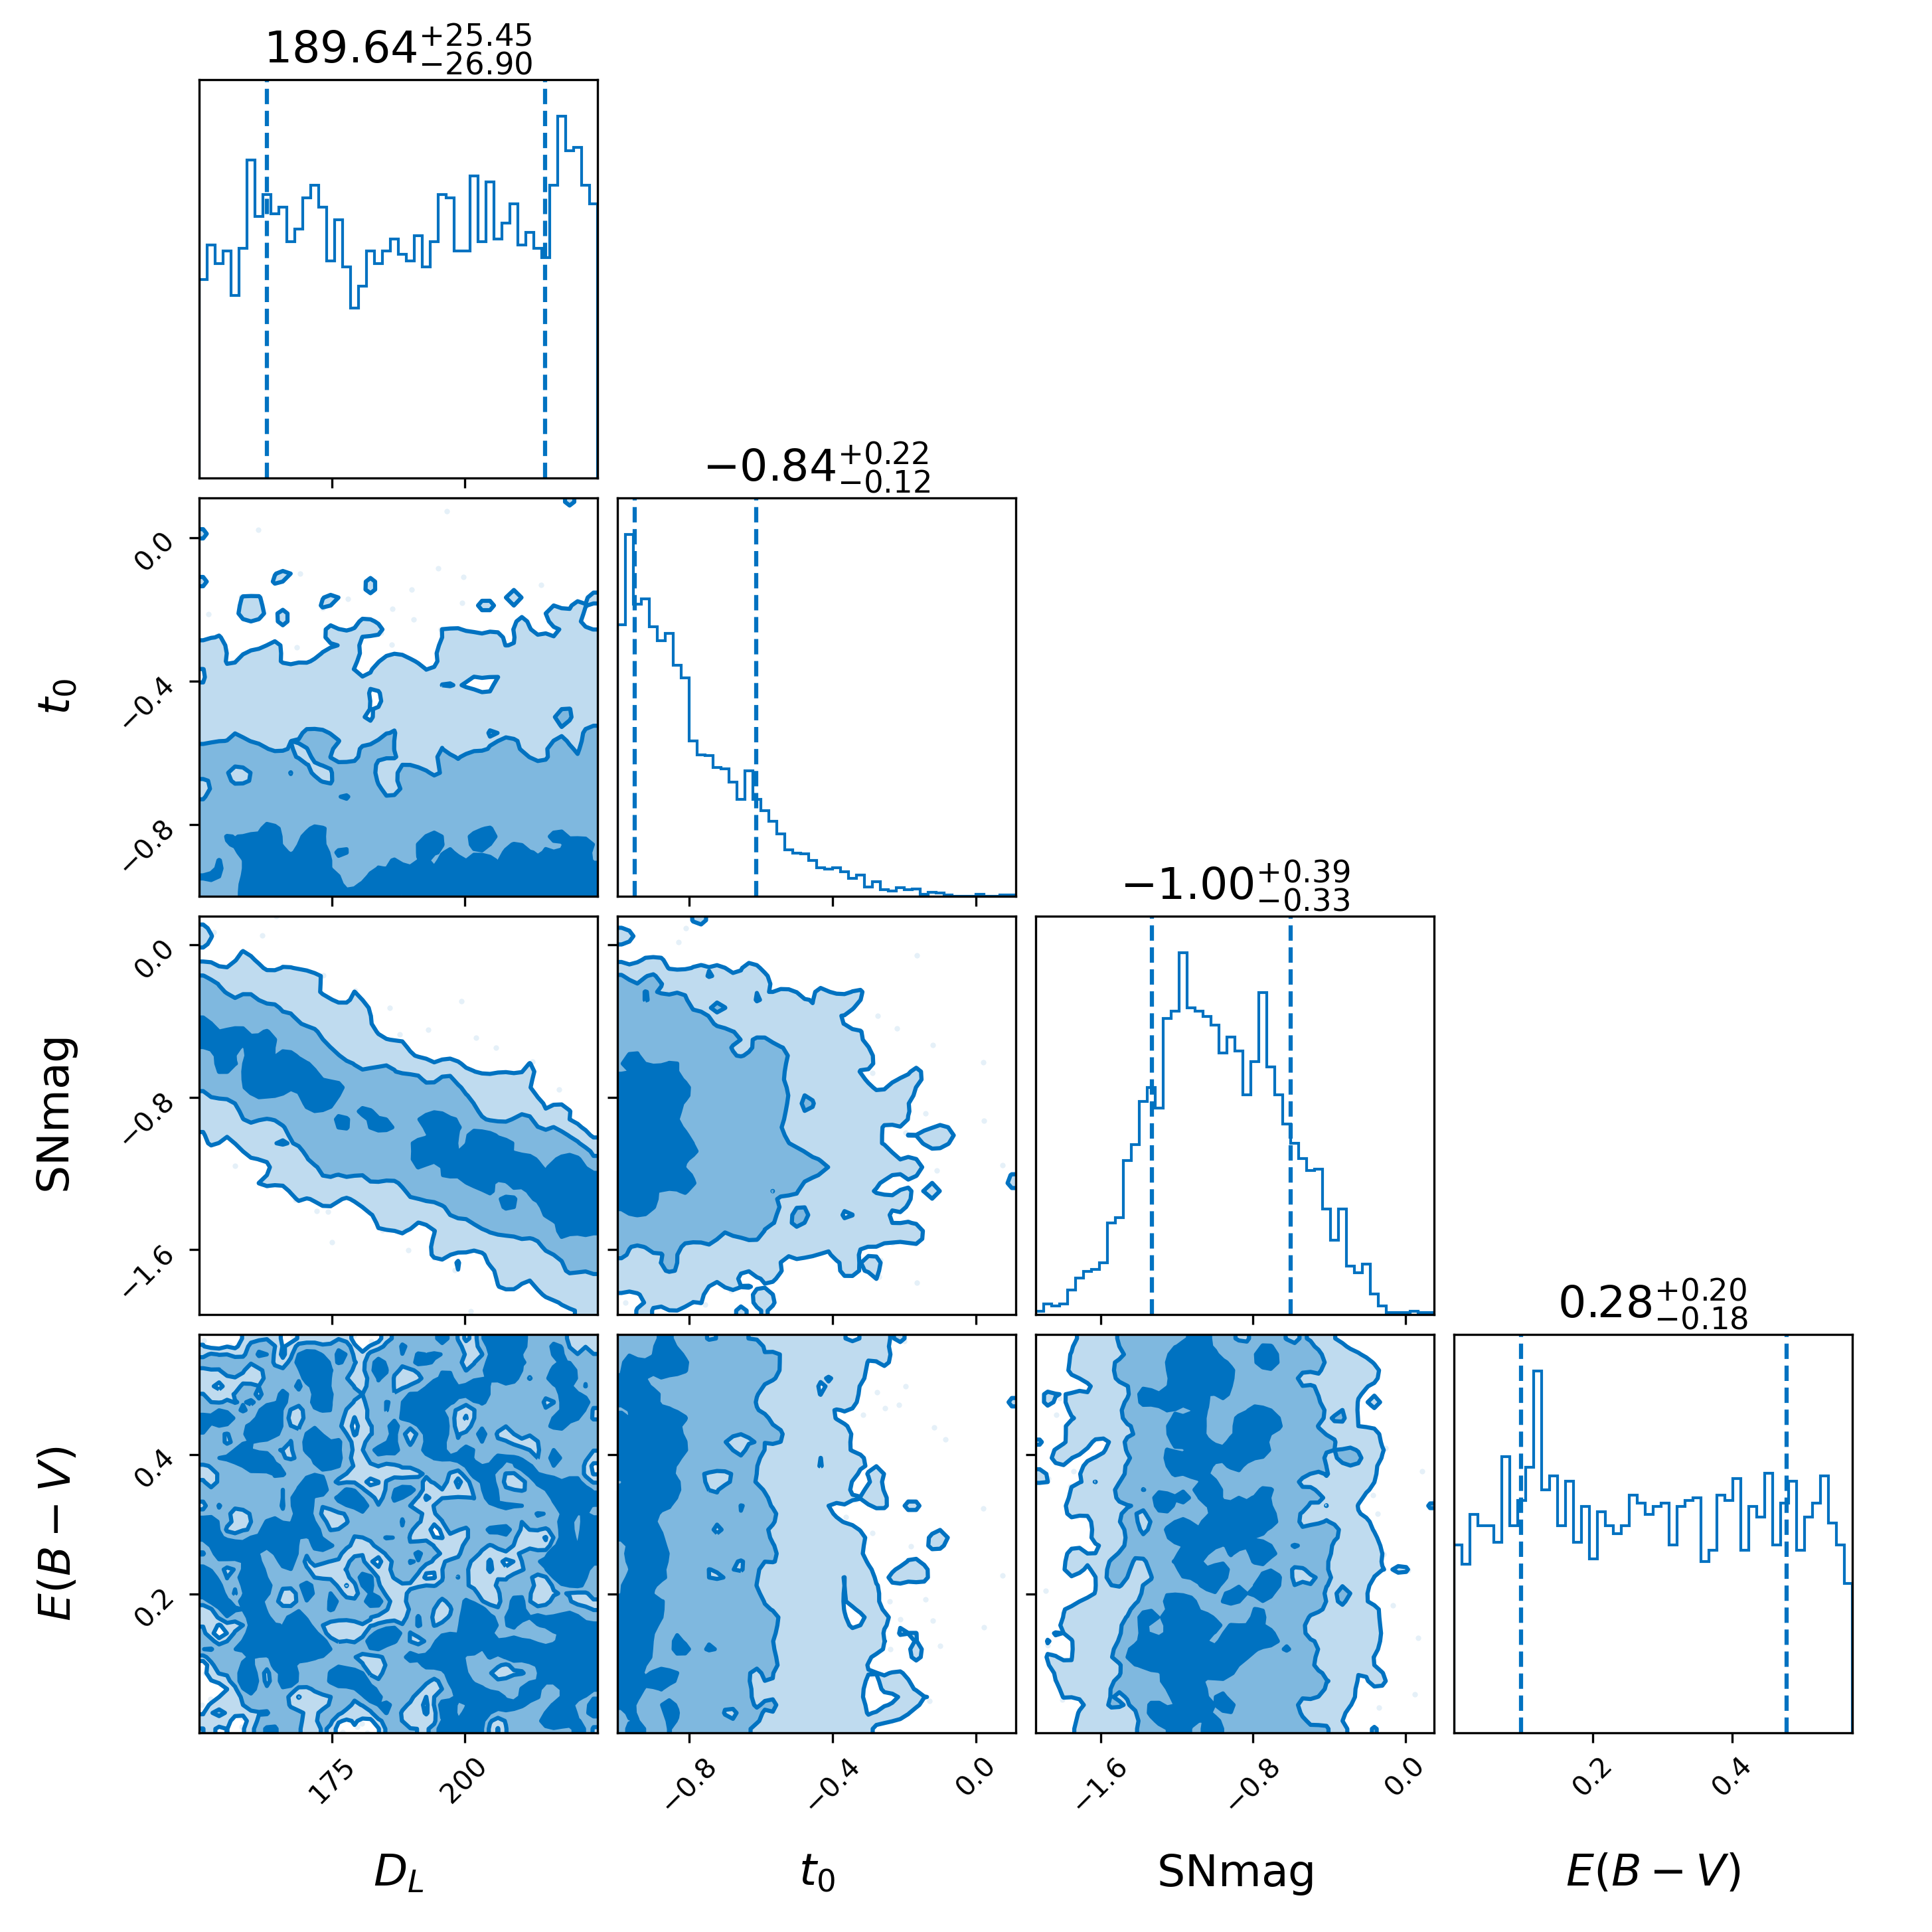 189.64^{+25.45}_{−26.90}
−0.84^{+0.22}_{−0.12}
−1.00^{+0.39}_{−0.33}
0.28^{+0.20}_{−0.18}
t_0
0.0
−0.4
−0.8
SNmag
0.0
−0.8
−1.6
E(B − V)
0.4
0.2
175 200
−0.8 −0.4 0.0
−1.6 −0.8 0.0
0.2 0.4
D_L
t_0
SNmag
E(B − V)